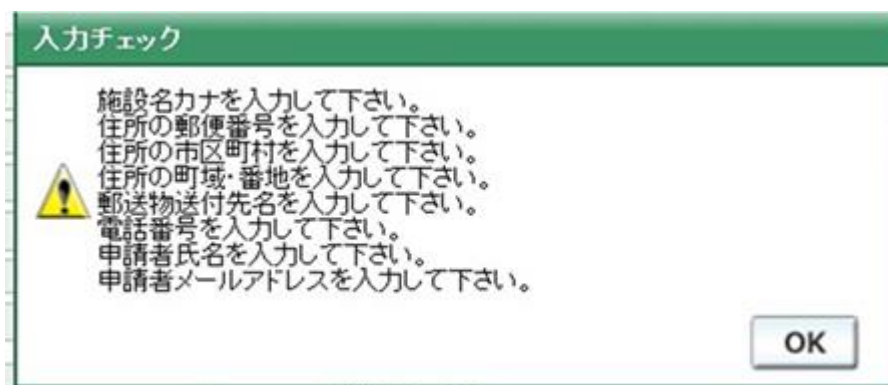 入力チェック
施設名カナを入力して下さい。
住所の郵便番号を入力して下さい。
住所の市区町村を入力して下さい。
住所の町域・番地を入力して下さい。
郵送物送付先名を入力して下さい。
電話番号を入力して下さい。
申請者氏名を入力して下さい。
申請者メールアドレスを入力して下さい。
OK